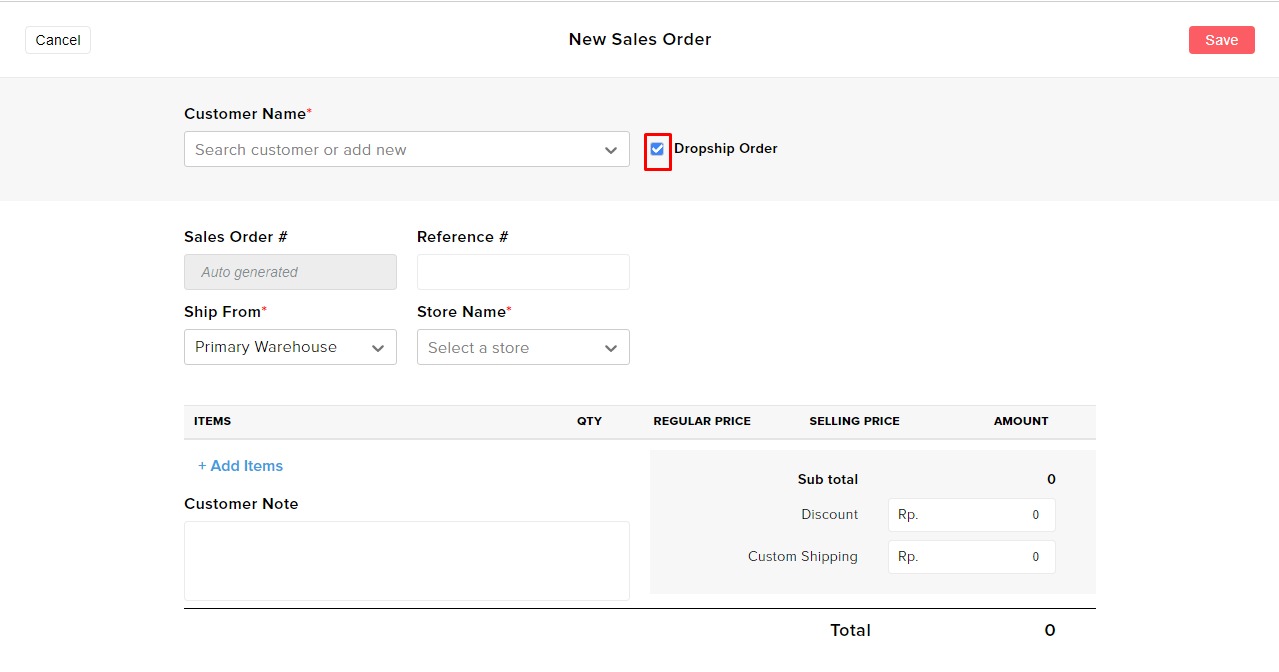 Cancel
New Sales Order
Save
Customer Name*
Search customer or add new
Dropship Order
Sales Order #
Reference #
Auto generated
Ship From*
Store Name*
Primary Warehouse
Select a store
ITEMS QTY REGULAR PRICE SELLING PRICE AMOUNT
+ Add Items
Sub total 0
Customer Note
Discount Rp. 0
Custom Shipping Rp. 0
Total 0